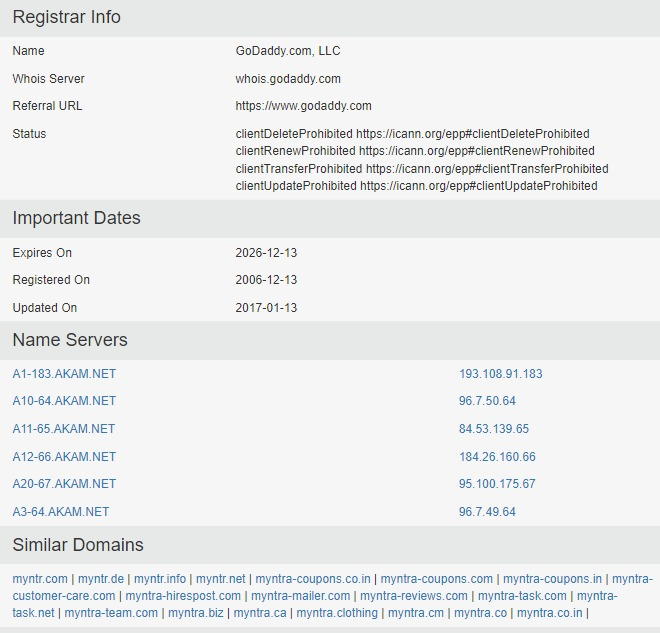 Registrar Info
Name GoDaddy.com, LLC
Whois Server whois.godaddy.com
Referral URL https://www.godaddy.com
Status clientDeleteProhibited https://icann.org/epp#clientDeleteProhibited
clientRenewProhibited https://icann.org/epp#clientRenewProhibited
clientTransferProhibited https://icann.org/epp#clientTransferProhibited
clientUpdateProhibited https://icann.org/epp#clientUpdateProhibited
Important Dates
Expires On 2026-12-13
Registered On 2006-12-13
Updated On 2017-01-13
Name Servers
A1-183.AKAM.NET 193.108.91.183
A10-64.AKAM.NET 96.7.50.64
A11-65.AKAM.NET 84.53.139.65
A12-66.AKAM.NET 184.26.160.66
A20-67.AKAM.NET 95.100.175.67
A3-64.AKAM.NET 96.7.49.64
Similar Domains
myntr.com | myntr.de | myntr.info | myntr.net | myntra-coupons.co.in | myntra-coupons.com | myntra-coupons.in | myntra-
customer-care.com | myntra-hirespost.com | myntra-mailer.com | myntra-reviews.com | myntra-task.com | myntra-
task.net | myntra-team.com | myntra.biz | myntra.ca | myntra.clothing | myntra.cm | myntra.co | myntra.co.in |